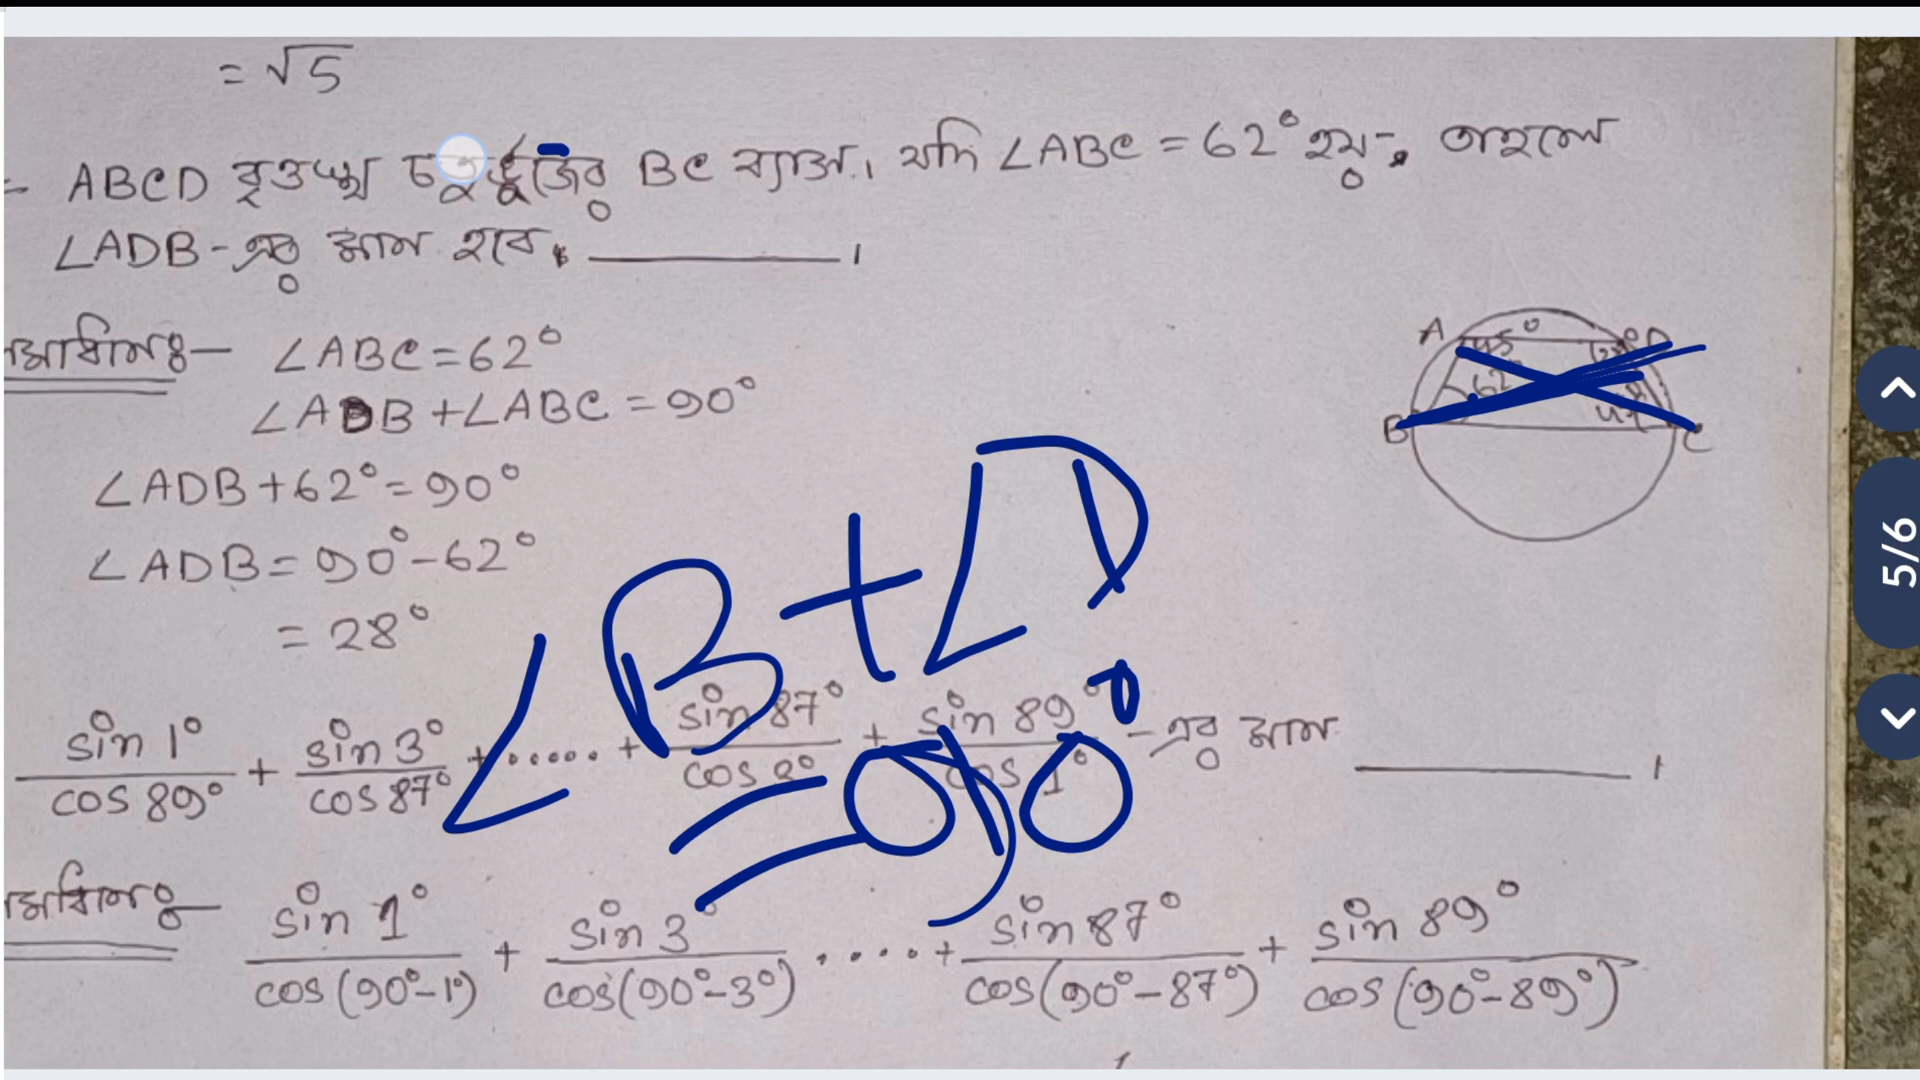 = √5
ABCD বৃত্তস্থ চতুর্ভুজের BC ব্যাস। যদি ∠ABC = 62° হয়, তাহলে
∠ADB-এর মান হবে ______।
সমাধানঃ— ∠ABC = 62°
∠ADB + ∠ABC = 90°
∠ADB + 62° = 90°
∠ADB = 90° - 62°
= 28°
A 45° D
62°
B C
∠B + ∠D
= 90°
sin 1°/cos 89° + sin 3°/cos 87° + ..... + sin 87°/cos 3° + sin 89°/cos 1° -এর মান ______।
সমাধানঃ— sin 1°/cos (90°-1°) + sin 3°/cos(90°-3°) ..... + sin 87°/cos(90°-87°) + sin 89°/cos (90°-89°)
5/6